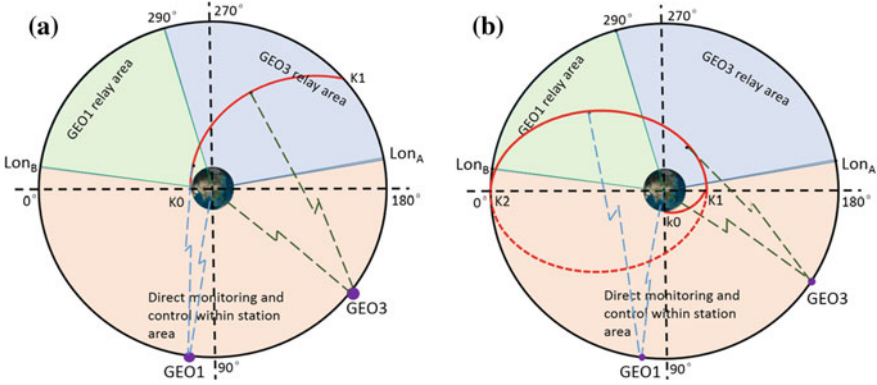 (a)
290°
270°
GEO1 relay area
GEO3 relay area
K1
Lon_B
Lon_A
0°
K0
180°
Direct monitoring and
control within station
area
GEO3
GEO1
90°
(b)
290°
270°
GEO1 relay area
GEO3 relay area
Lon_B
Lon_A
0°
K2
K1
180°
k0
Direct monitoring and
control within station
area
GEO3
GEO1
90°